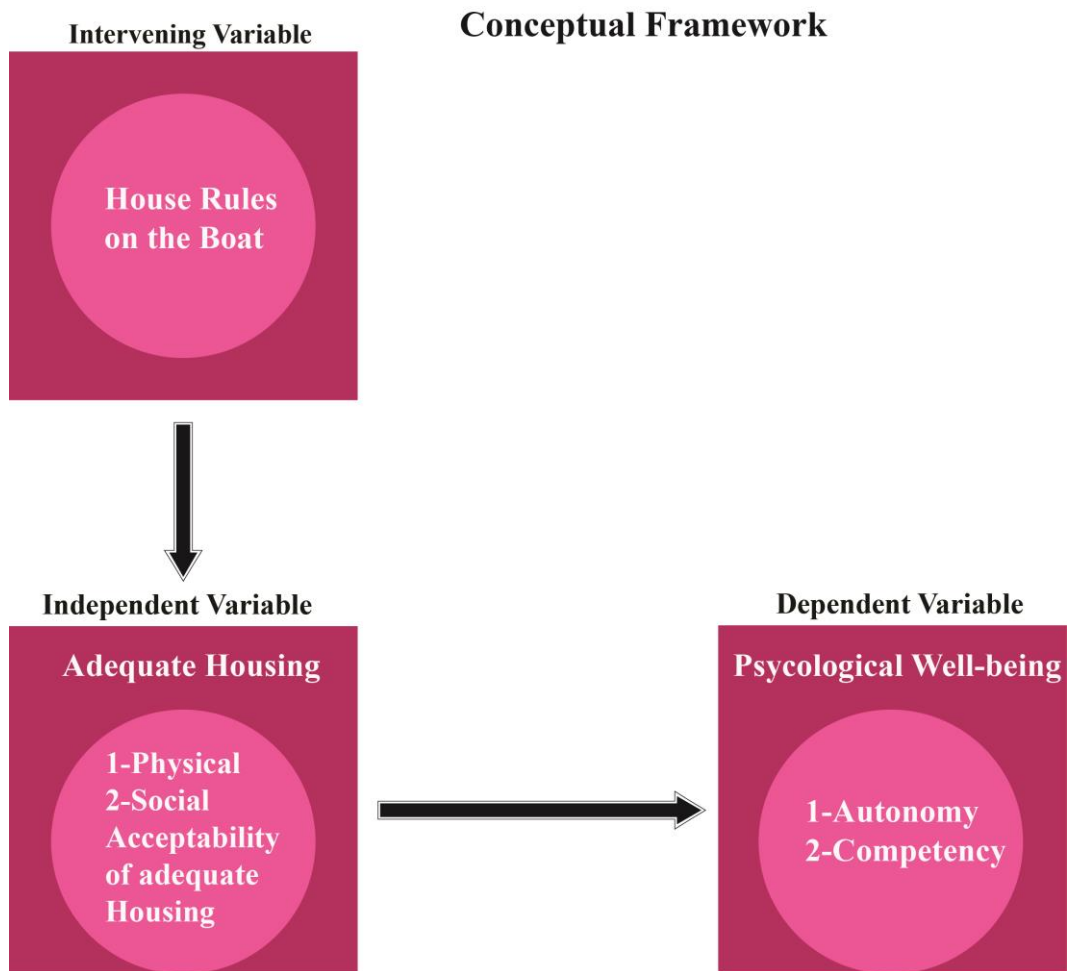 Conceptual Framework
Intervening Variable
House Rules
on the Boat
Independent Variable
Adequate Housing
1-Physical
2-Social
Acceptability
of adequate
Housing
Dependent Variable
Psycological Well-being
1-Autonomy
2-Competency